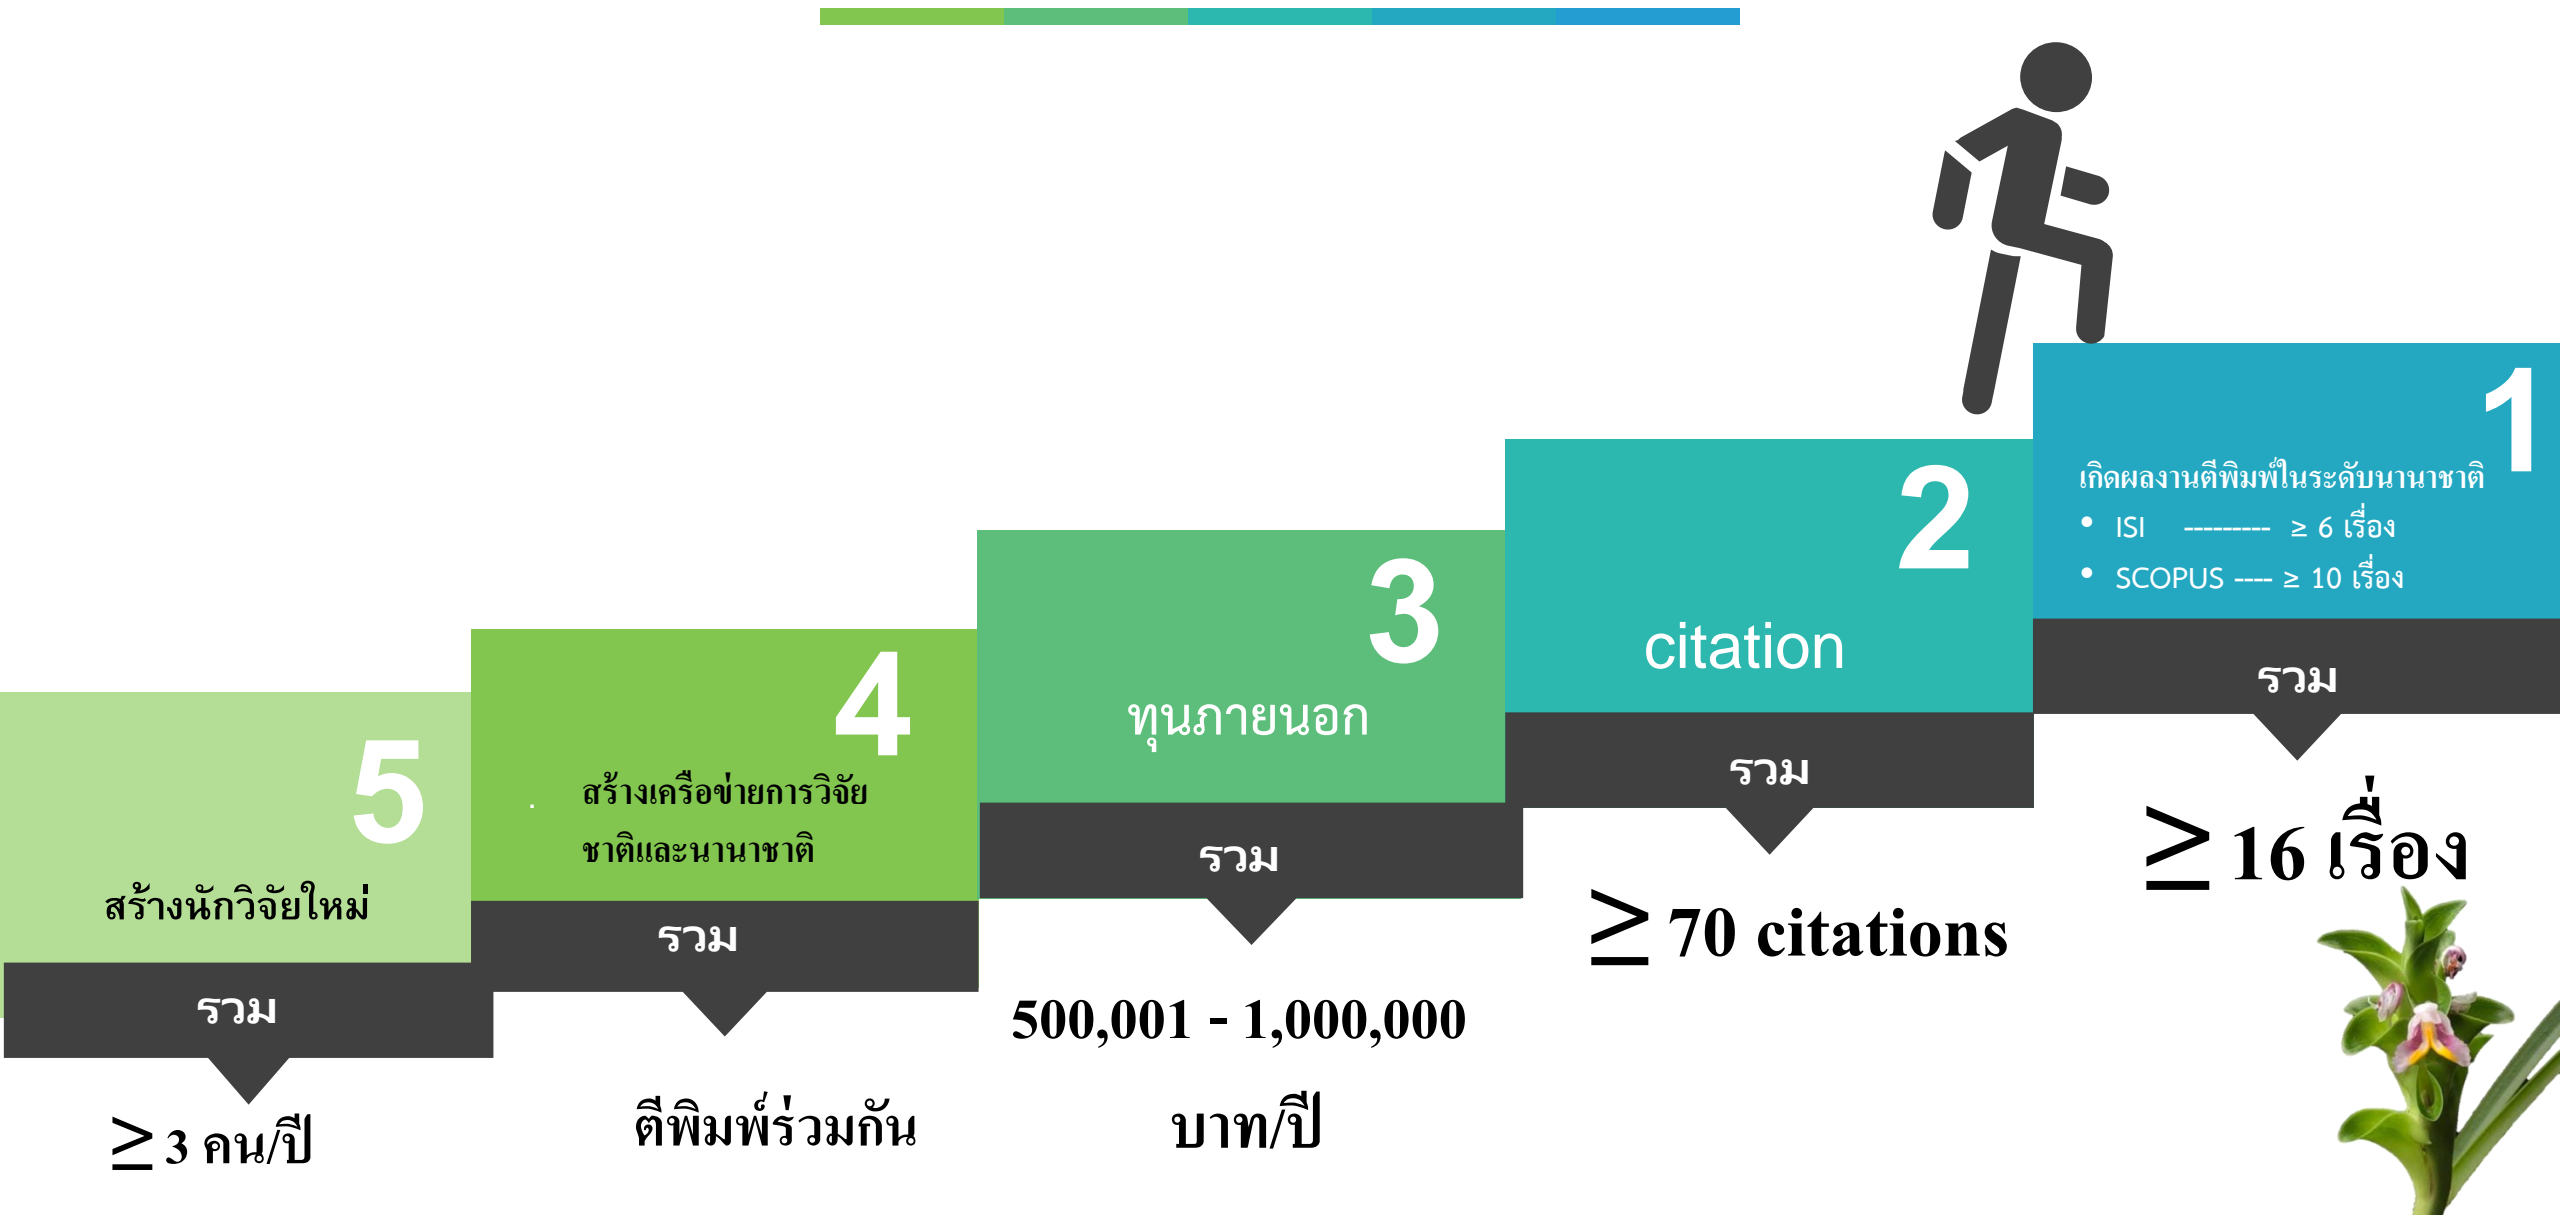 1
เกิดผลงานตีพิมพ์ในระดับนานาชาติ
• ISI --------- ≥ 6 เรื่อง
• SCOPUS ---- ≥ 10 เรื่อง
รวม
≥ 16 เรื่อง
2
citation
รวม
≥ 70 citations
3
ทุนภายนอก
รวม
500,001 - 1,000,000
บาท/ปี
4
สร้างเครือข่ายการวิจัย
ชาติและนานาชาติ
รวม
ตีพิมพ์ร่วมกัน
5
สร้างนักวิจัยใหม่
รวม
≥ 3 คน/ปี